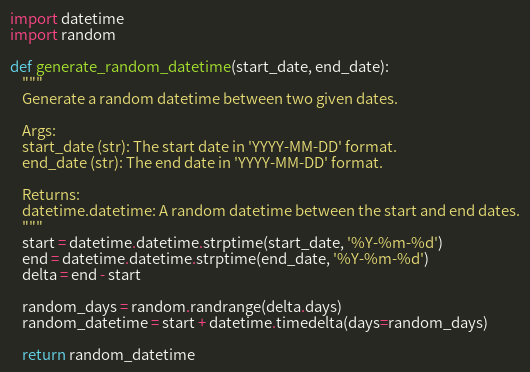 import datetime
import random

def generate_random_datetime(start_date, end_date):
    """
    Generate a random datetime between two given dates.

    Args:
    start_date (str): The start date in 'YYYY-MM-DD' format.
    end_date (str): The end date in 'YYYY-MM-DD' format.

    Returns:
    datetime.datetime: A random datetime between the start and end dates.
    """
    start = datetime.datetime.strptime(start_date, '%Y-%m-%d')
    end = datetime.datetime.strptime(end_date, '%Y-%m-%d')
    delta = end - start

    random_days = random.randrange(delta.days)
    random_datetime = start + datetime.timedelta(days=random_days)

    return random_datetime